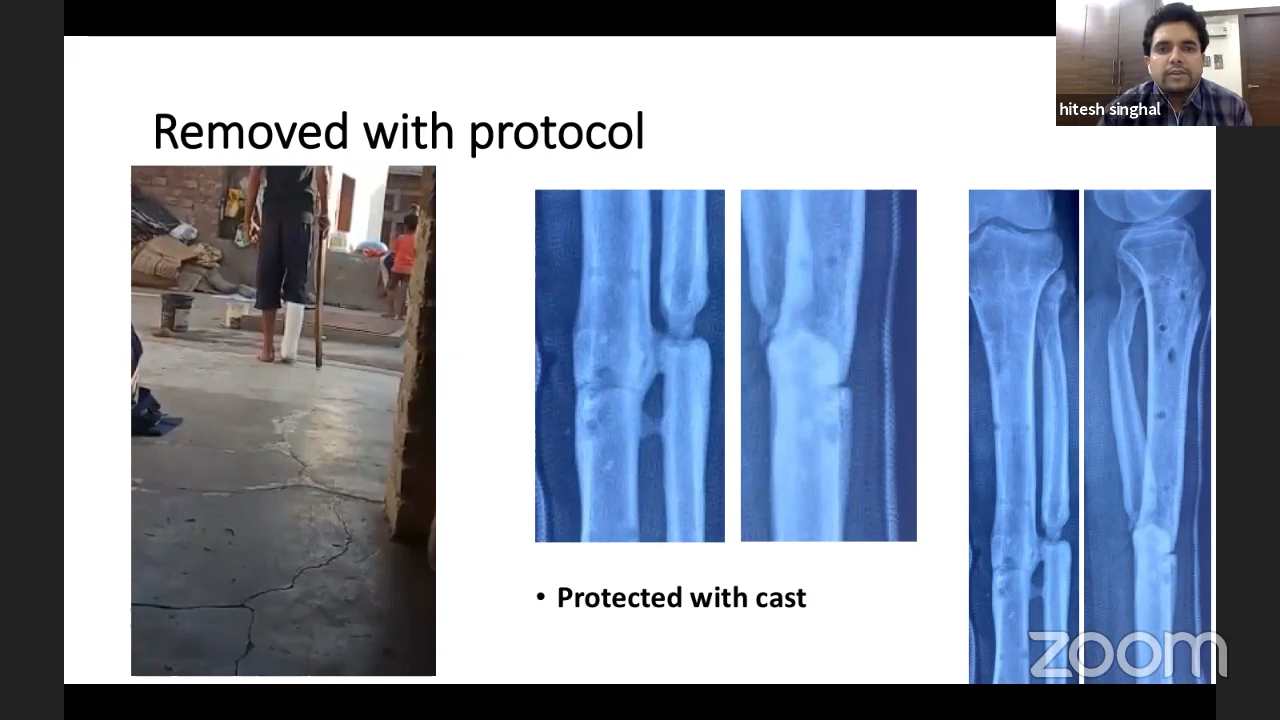 hitesh singhal
Removed with protocol
• Protected with cast
zoom